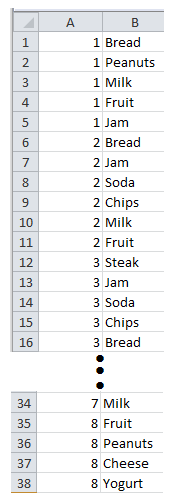 A B
1 1 Bread
2 1 Peanuts
3 1 Milk
4 1 Fruit
5 1 Jam
6 2 Bread
7 2 Jam
8 2 Soda
9 2 Chips
10 2 Milk
11 2 Fruit
12 3 Steak
13 3 Jam
14 3 Soda
15 3 Chips
16 3 Bread
34 7 Milk
35 8 Fruit
36 8 Peanuts
37 8 Cheese
38 8 Yogurt